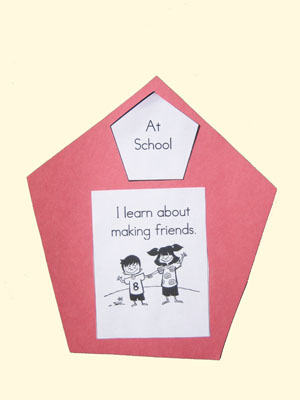 At
School
I learn about
making friends.
8